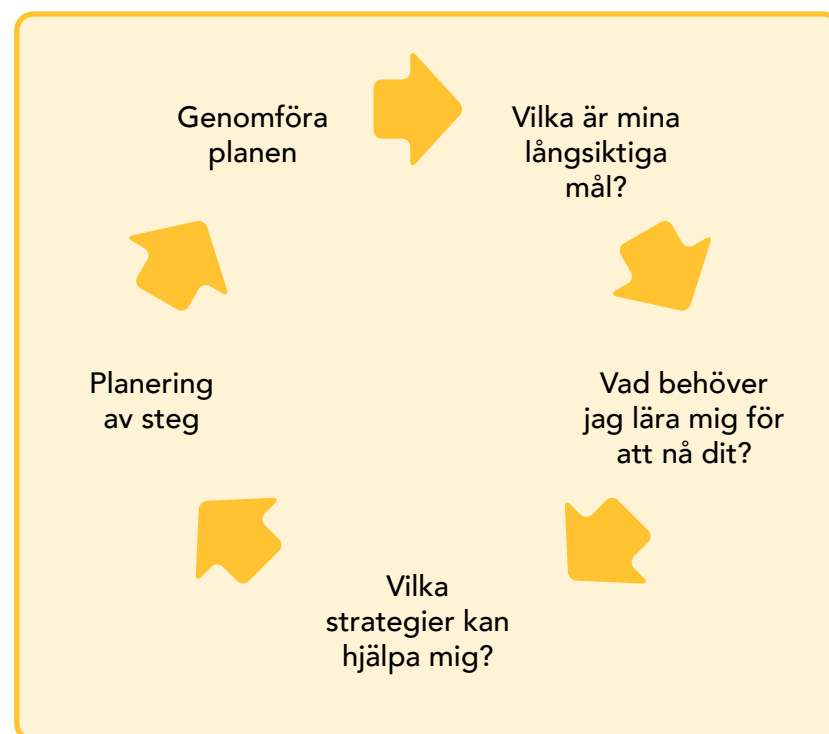 Genomföra
planen
Vilka är mina
långsiktiga
mål?
Vad behöver
jag lära mig för
att nå dit?
Vilka
strategier kan
hjälpa mig?
Planering
av steg